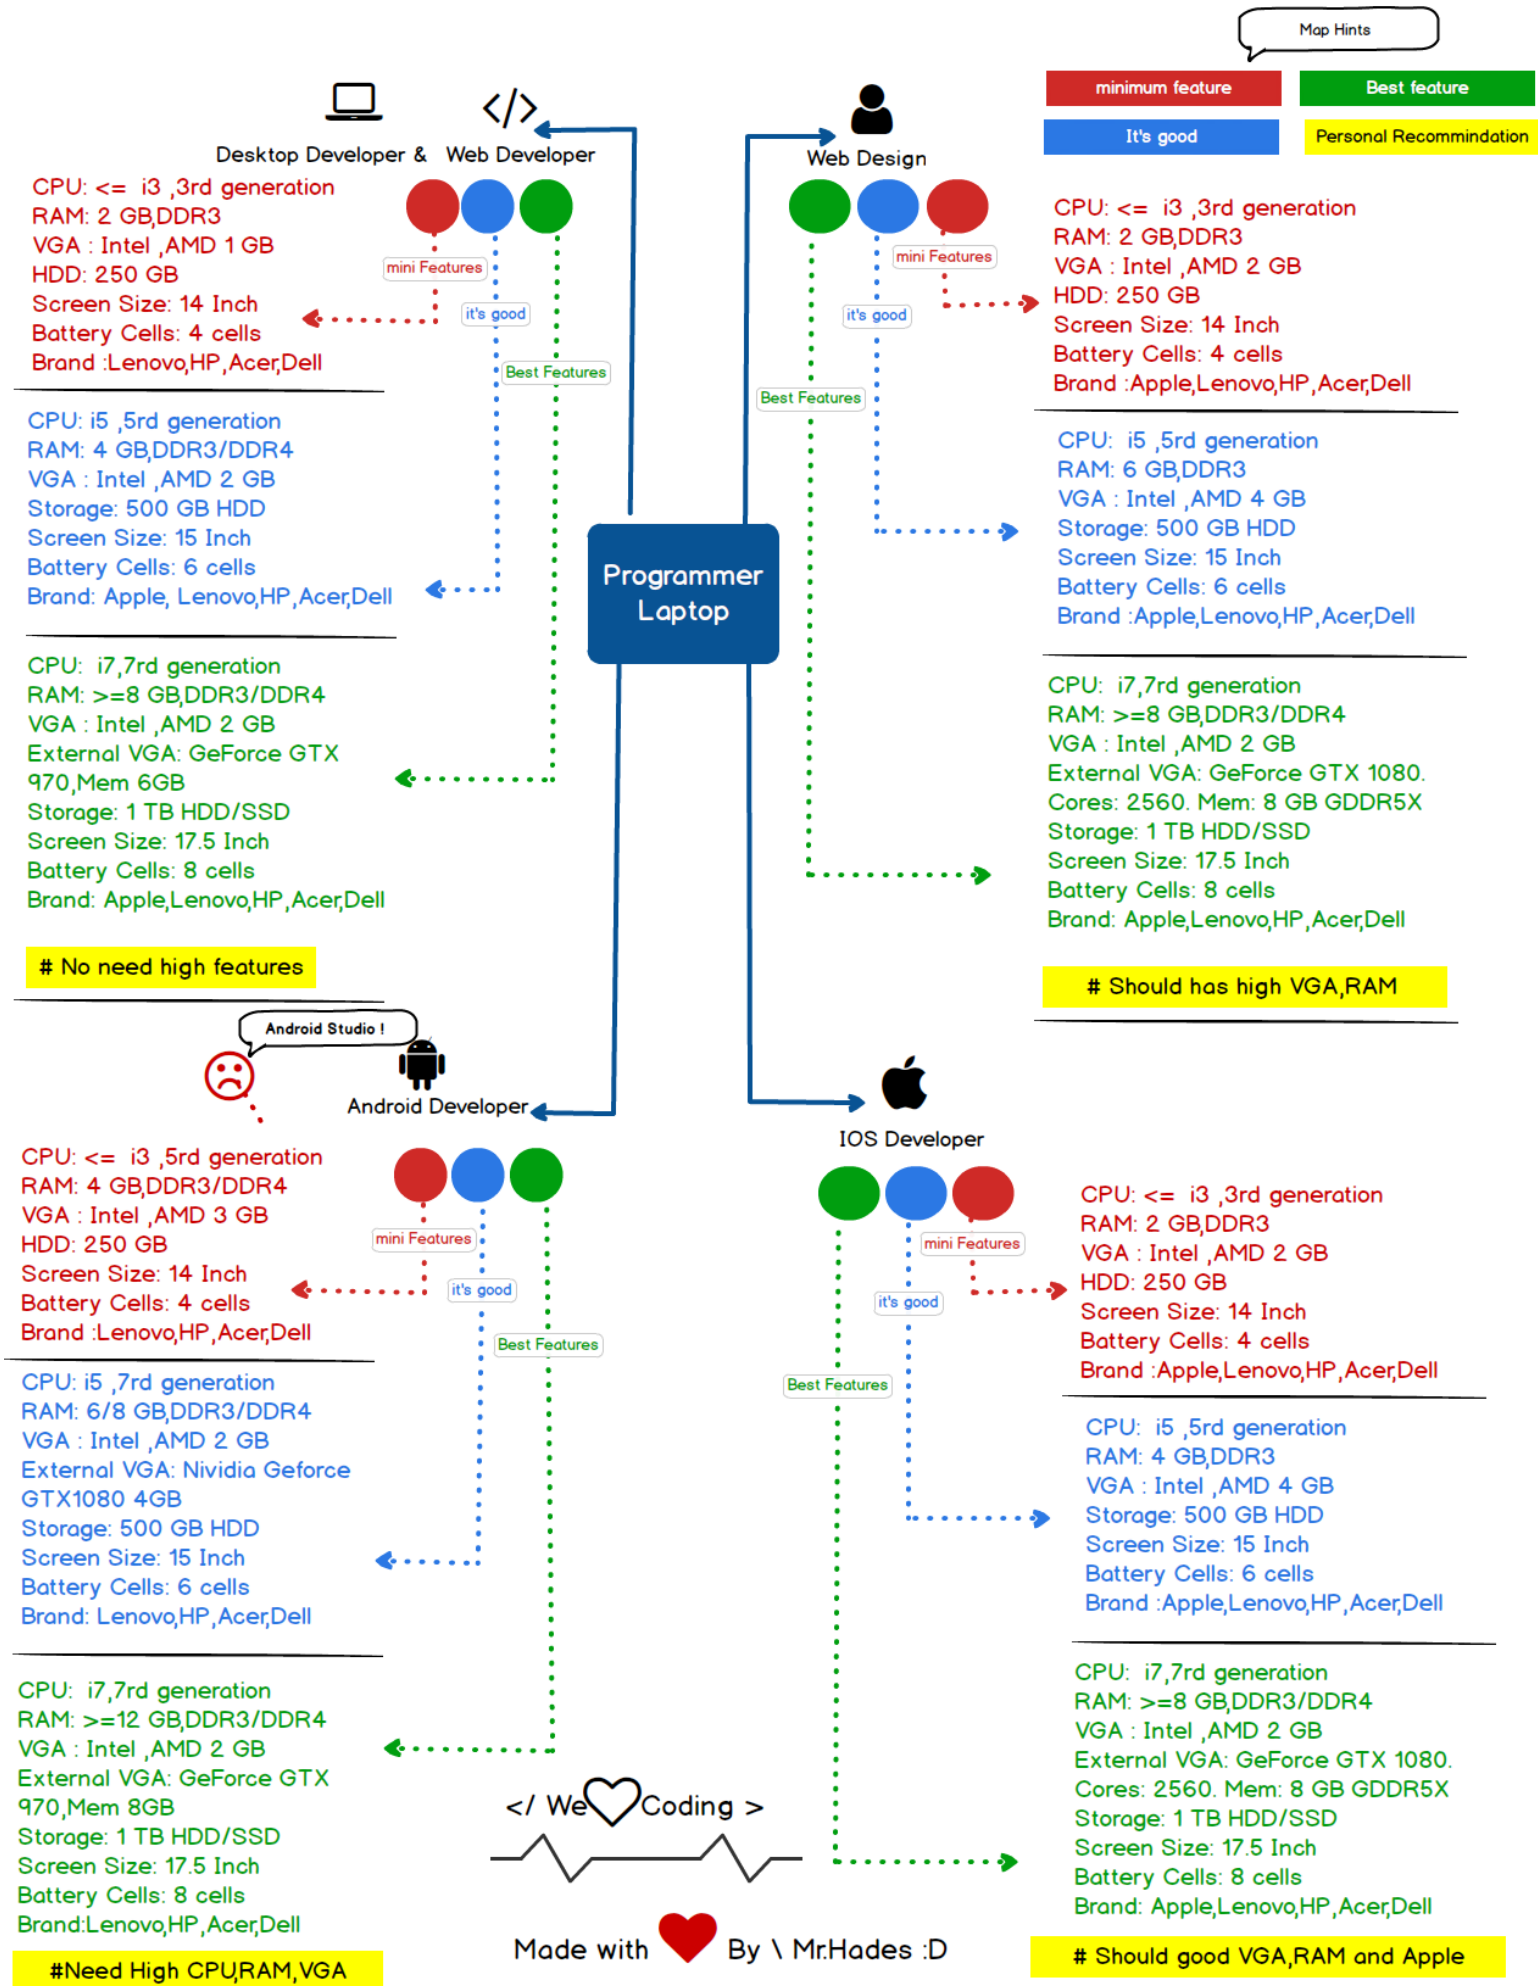 Map Hints
minimum feature
Best feature
It's good
Personal Recommindation
Desktop Developer & Web Developer
CPU: <= i3 ,3rd generation
RAM: 2 GB,DDR3
VGA : Intel ,AMD 1 GB
HDD: 250 GB
Screen Size: 14 Inch
Battery Cells: 4 cells
Brand :Lenovo,HP,Acer,Dell
mini Features
it's good
Best Features
CPU: i5 ,5rd generation
RAM: 4 GB,DDR3/DDR4
VGA : Intel ,AMD 2 GB
Storage: 500 GB HDD
Screen Size: 15 Inch
Battery Cells: 6 cells
Brand: Apple, Lenovo,HP,Acer,Dell
CPU: i7,7rd generation
RAM: >=8 GB,DDR3/DDR4
VGA : Intel ,AMD 2 GB
External VGA: GeForce GTX
970,Mem 6GB
Storage: 1 TB HDD/SSD
Screen Size: 17.5 Inch
Battery Cells: 8 cells
Brand: Apple,Lenovo,HP,Acer,Dell
# No need high features
Web Design
mini Features
it's good
Best Features
CPU: <= i3 ,3rd generation
RAM: 2 GB,DDR3
VGA : Intel ,AMD 2 GB
HDD: 250 GB
Screen Size: 14 Inch
Battery Cells: 4 cells
Brand :Apple,Lenovo,HP,Acer,Dell
CPU: i5 ,5rd generation
RAM: 6 GB,DDR3
VGA : Intel ,AMD 4 GB
Storage: 500 GB HDD
Screen Size: 15 Inch
Battery Cells: 6 cells
Brand :Apple,Lenovo,HP,Acer,Dell
CPU: i7,7rd generation
RAM: >=8 GB,DDR3/DDR4
VGA : Intel ,AMD 2 GB
External VGA: GeForce GTX 1080.
Cores: 2560. Mem: 8 GB GDDR5X
Storage: 1 TB HDD/SSD
Screen Size: 17.5 Inch
Battery Cells: 8 cells
Brand: Apple,Lenovo,HP,Acer,Dell
# Should has high VGA,RAM
Programmer
Laptop
Android Studio !
Android Developer
CPU: <= i3 ,5rd generation
RAM: 4 GB,DDR3/DDR4
VGA : Intel ,AMD 3 GB
HDD: 250 GB
Screen Size: 14 Inch
Battery Cells: 4 cells
Brand :Lenovo,HP,Acer,Dell
mini Features
it's good
Best Features
CPU: i5 ,7rd generation
RAM: 6/8 GB,DDR3/DDR4
VGA : Intel ,AMD 2 GB
External VGA: Nividia Geforce
GTX1080 4GB
Storage: 500 GB HDD
Screen Size: 15 Inch
Battery Cells: 6 cells
Brand: Lenovo,HP,Acer,Dell
CPU: i7,7rd generation
RAM: >=12 GB,DDR3/DDR4
VGA : Intel ,AMD 2 GB
External VGA: GeForce GTX
970,Mem 8GB
Storage: 1 TB HDD/SSD
Screen Size: 17.5 Inch
Battery Cells: 8 cells
Brand:Lenovo,HP,Acer,Dell
#Need High CPU,RAM,VGA
IOS Developer
mini Features
it's good
Best Features
CPU: <= i3 ,3rd generation
RAM: 2 GB,DDR3
VGA : Intel ,AMD 2 GB
HDD: 250 GB
Screen Size: 14 Inch
Battery Cells: 4 cells
Brand :Apple,Lenovo,HP,Acer,Dell
CPU: i5 ,5rd generation
RAM: 4 GB,DDR3
VGA : Intel ,AMD 4 GB
Storage: 500 GB HDD
Screen Size: 15 Inch
Battery Cells: 6 cells
Brand :Apple,Lenovo,HP,Acer,Dell
CPU: i7,7rd generation
RAM: >=8 GB,DDR3/DDR4
VGA : Intel ,AMD 2 GB
External VGA: GeForce GTX 1080.
Cores: 2560. Mem: 8 GB GDDR5X
Storage: 1 TB HDD/SSD
Screen Size: 17.5 Inch
Battery Cells: 8 cells
Brand: Apple,Lenovo,HP,Acer,Dell
# Should good VGA,RAM and Apple
</ We Coding >
Made with By \ Mr.Hades :D